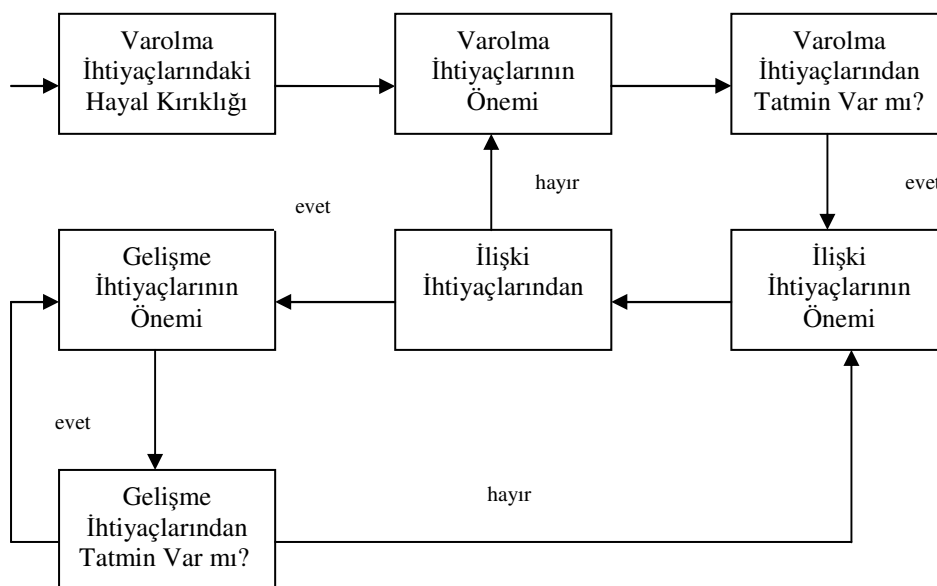 Varolma
İhtiyaçlarındaki
Hayal Kırıklığı
Varolma
İhtiyaçlarının
Önemi
Varolma
İhtiyaçlarından
Tatmin Var mı?
hayır
evet
evet
Gelişme
İhtiyaçlarının
Önemi
İlişki
İhtiyaçlarından
İlişki
İhtiyaçlarının
Önemi
evet
Gelişme
İhtiyaçlarından
Tatmin Var mı?
hayır